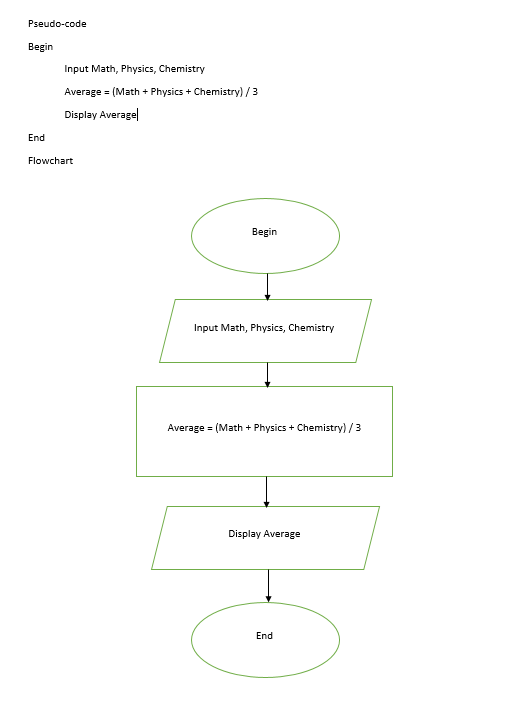 Pseudo-code
Begin
Input Math, Physics, Chemistry
Average = (Math + Physics + Chemistry) / 3
Display Average
End
Flowchart
Begin
Input Math, Physics, Chemistry
Average = (Math + Physics + Chemistry) / 3
Display Average
End